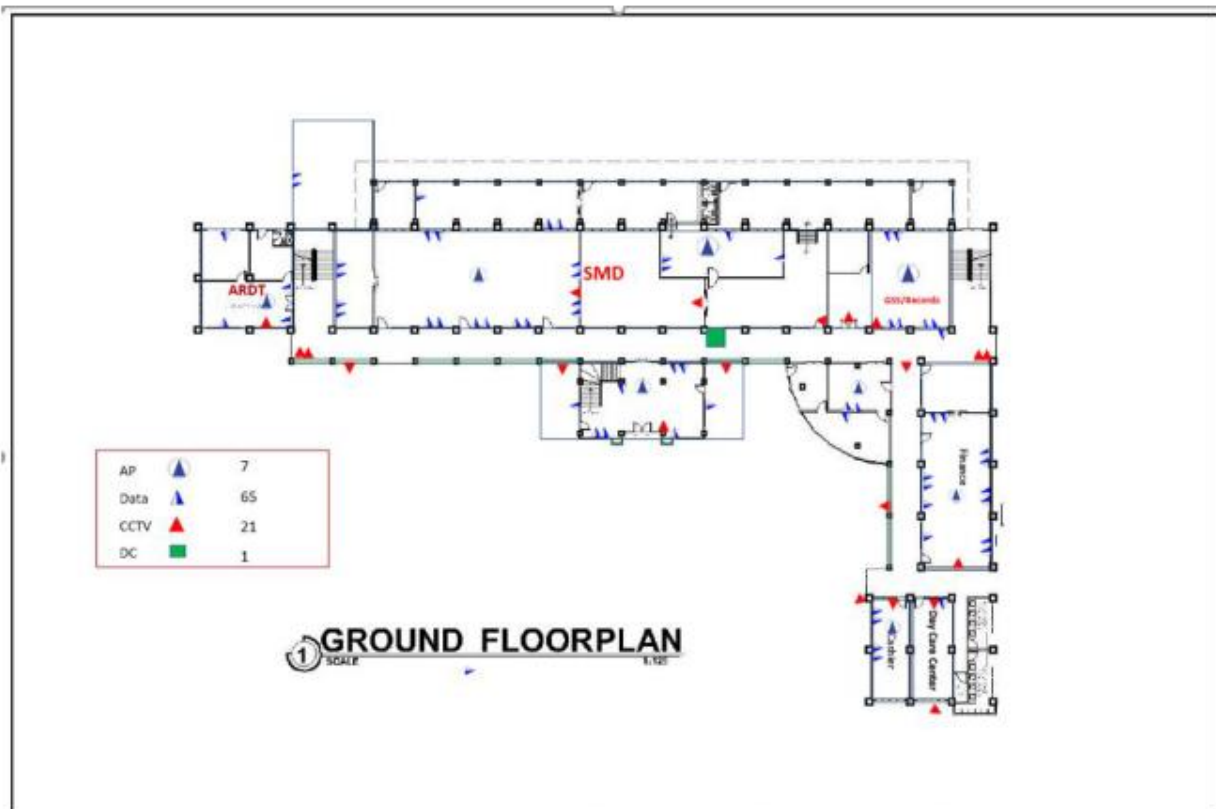 SMD
ARDT
GSS/Records
Finance
AP 7
Data 65
CCTV 21
DC 1
1 GROUND FLOORPLAN
SCALE
Cashier
Day Care Center